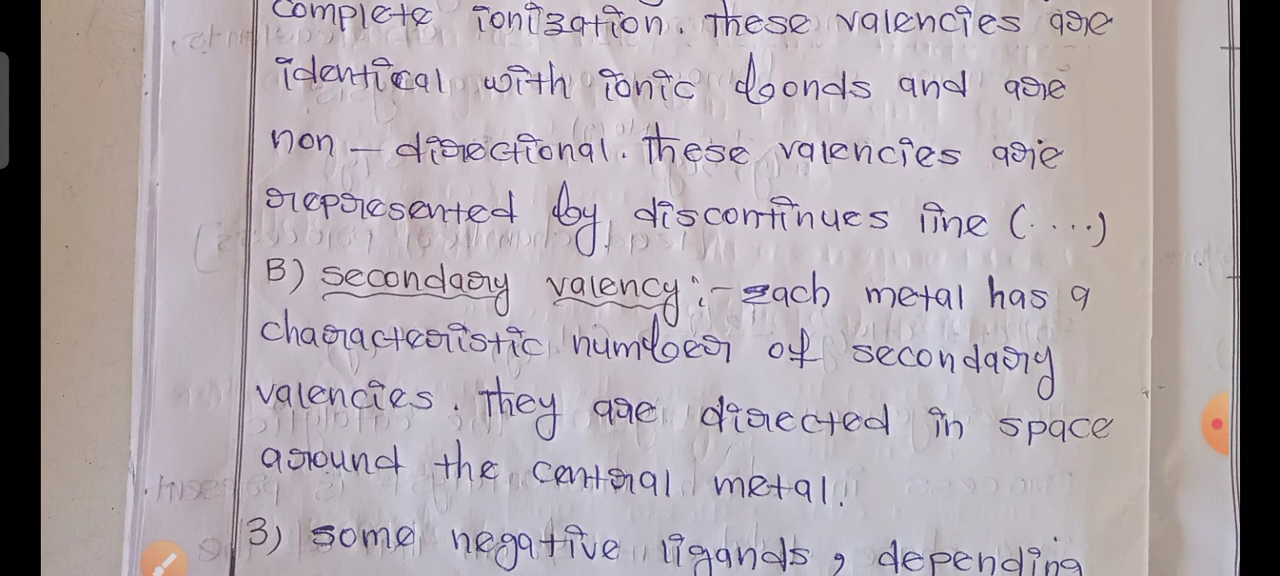 complete ionization. These valencies are
identical with ionic bonds and are
non - directional. These valencies are
represented by discontinues line (....)
B) secondary valency :- Each metal has a
characteristic number of secondary
valencies. They are directed in space
around the central metal.
3) some negative ligands, depending